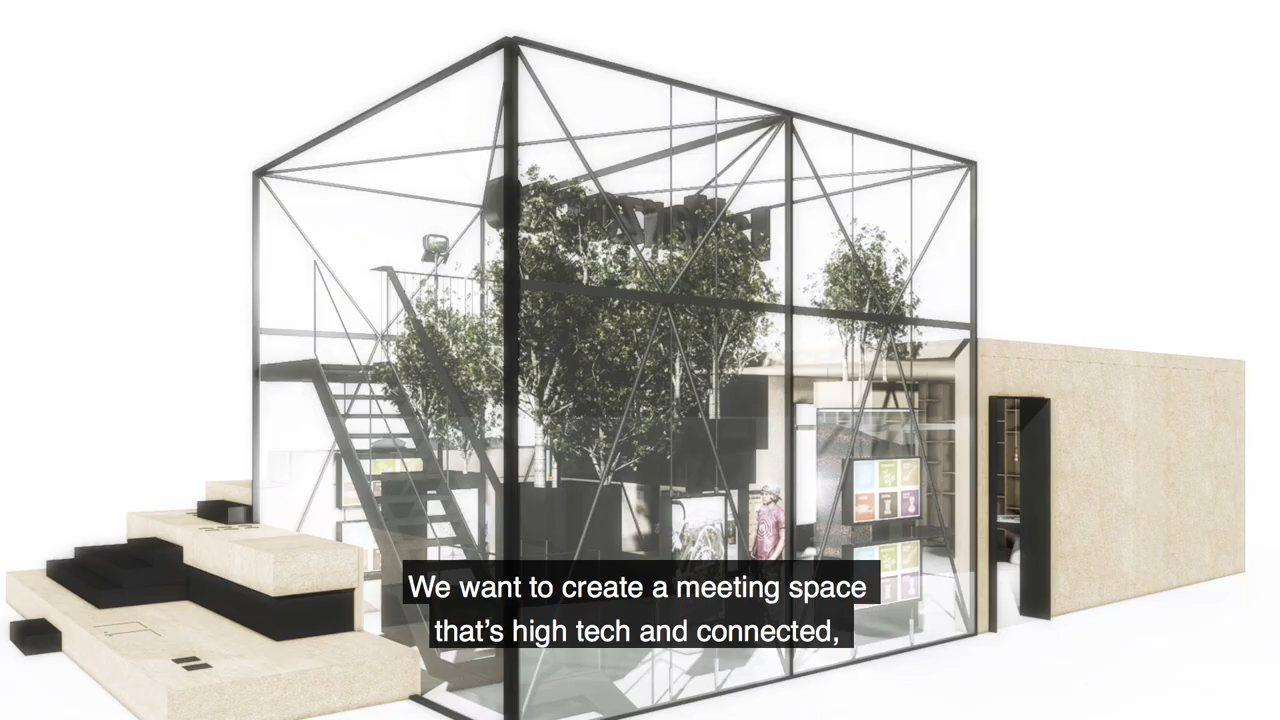 We want to create a meeting space
that’s high tech and connected,